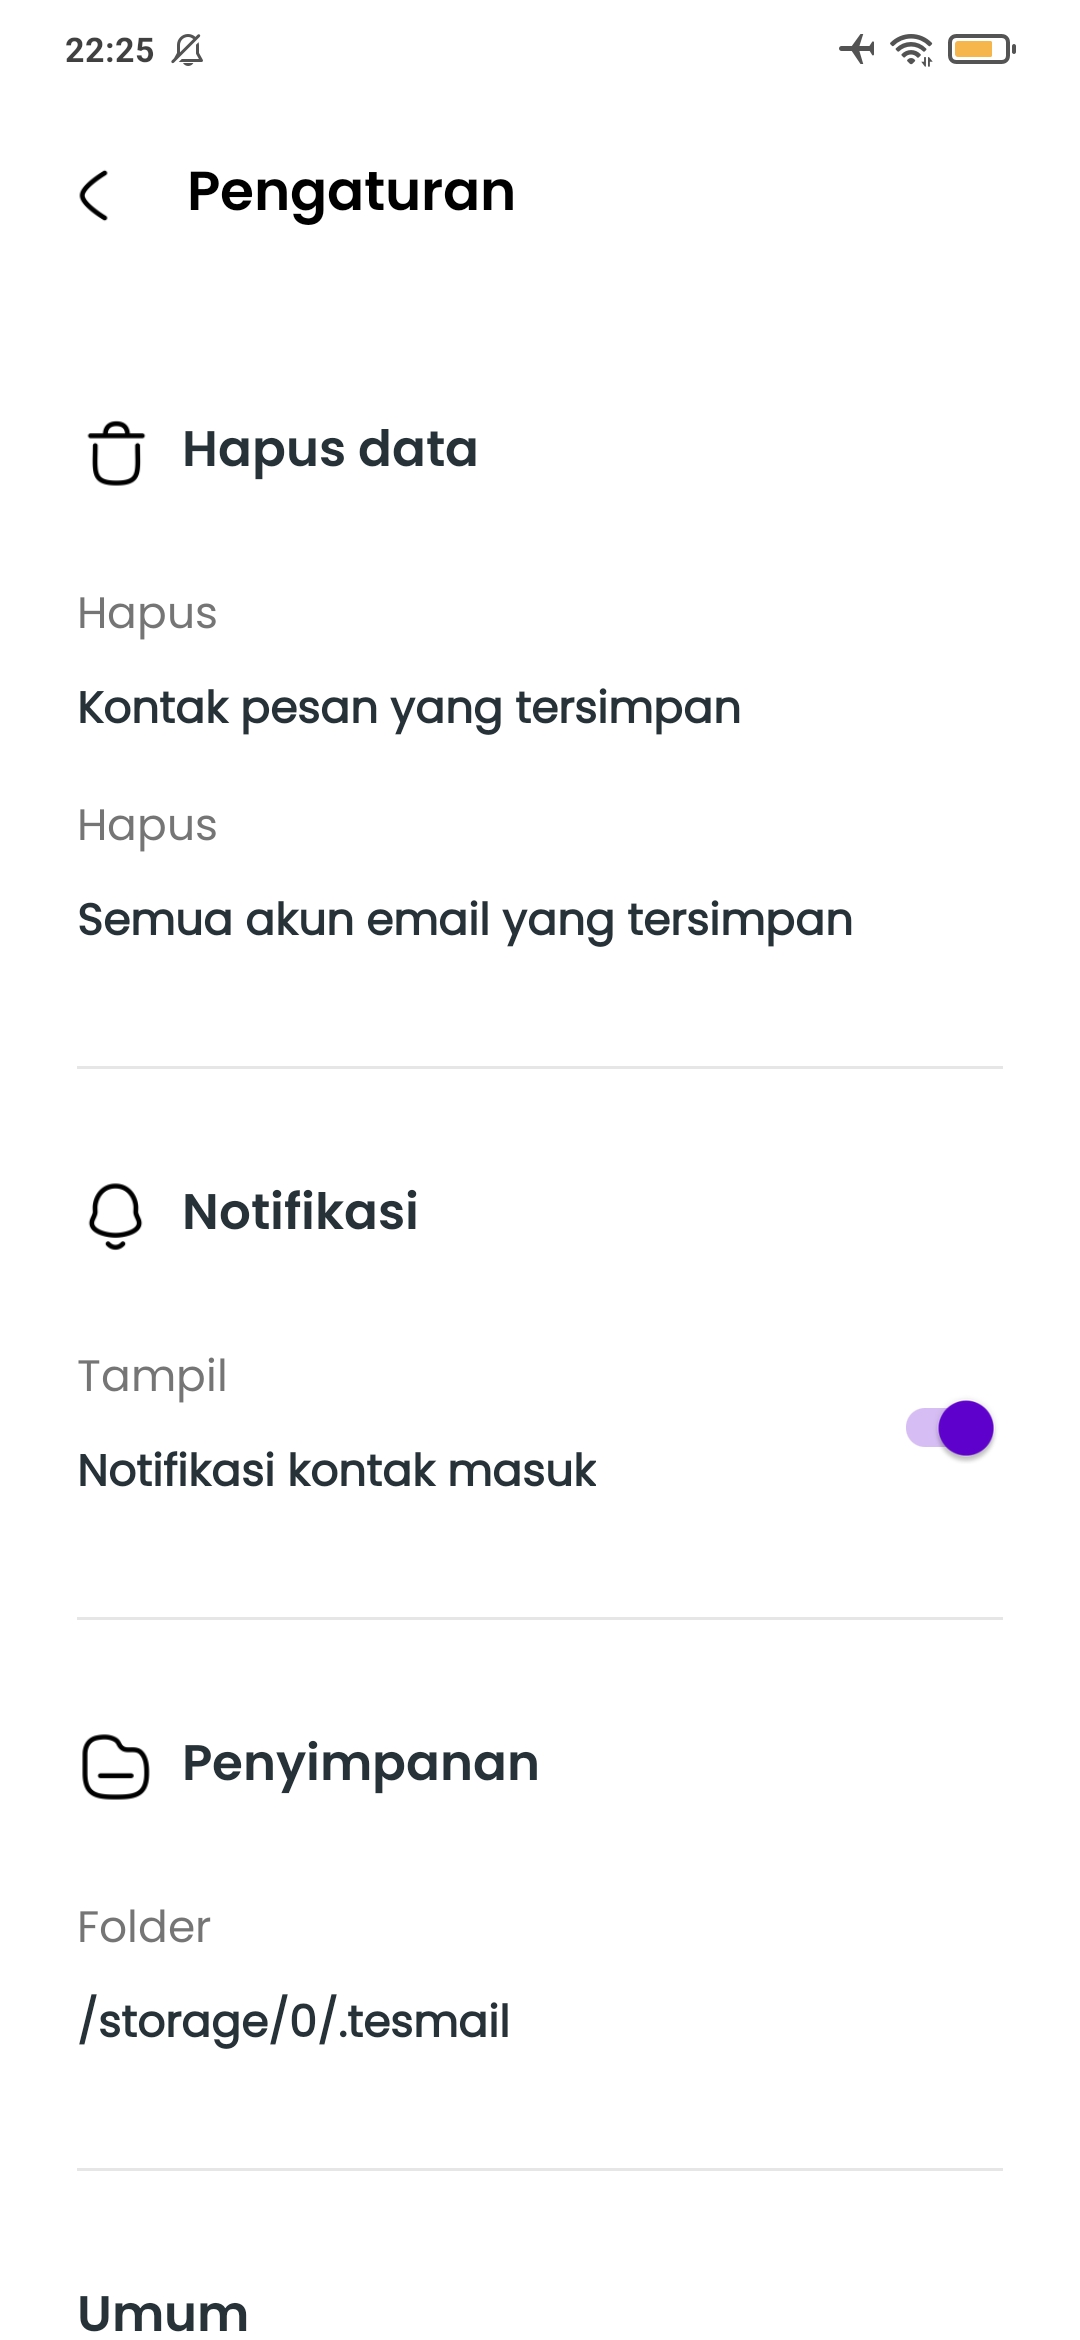 22:25
Pengaturan
Hapus data
Hapus
Kontak pesan yang tersimpan
Hapus
Semua akun email yang tersimpan
Notifikasi
Tampil
Notifikasi kontak masuk
Penyimpanan
Folder
/storage/0/.tesmail
Umum